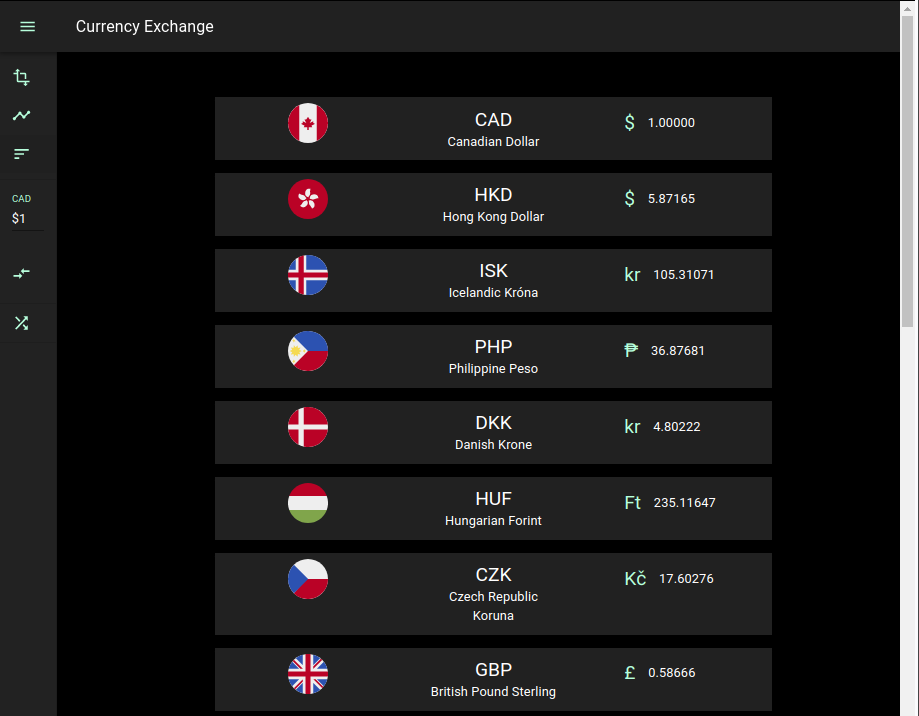 Currency Exchange
CAD
$1
CAD
Canadian Dollar
$ 1.00000
HKD
Hong Kong Dollar
$ 5.87165
ISK
Icelandic Króna
kr 105.31071
PHP
Philippine Peso
₱ 36.87681
DKK
Danish Krone
kr 4.80222
HUF
Hungarian Forint
Ft 235.11647
CZK
Czech Republic
Koruna
Kč 17.60276
GBP
British Pound Sterling
£ 0.58666